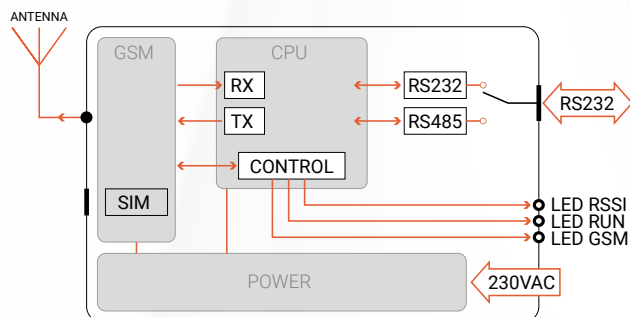 ANTENNA
GSM
CPU
RX
RS232
RS232
TX
RS485
CONTROL
SIM
LED RSSI
LED RUN
LED GSM
POWER
230VAC